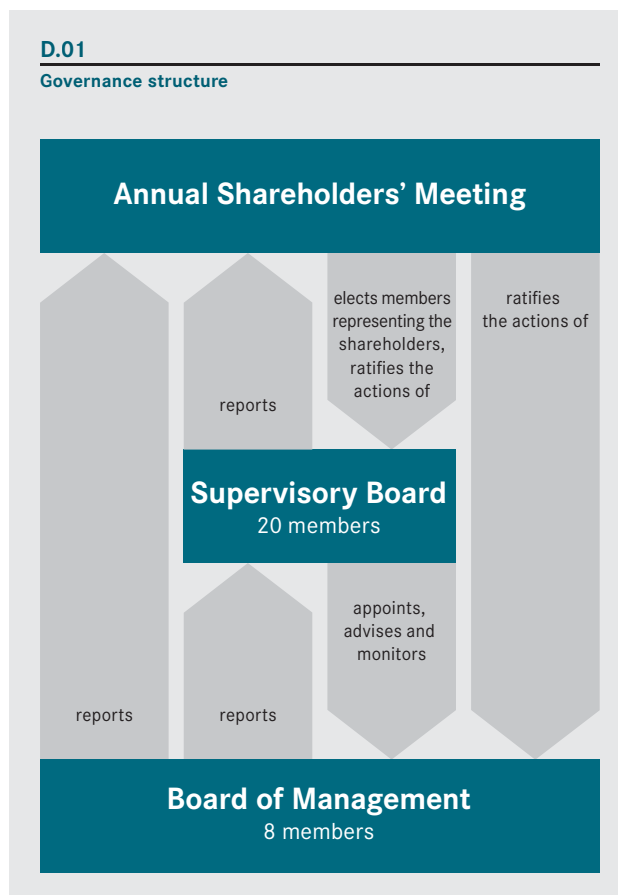 D.01
Governance structure
Annual Shareholders’ Meeting
elects members
representing the
shareholders,
ratifies the
actions of
ratifies
the actions of
reports
Supervisory Board
20 members
appoints,
advises and
monitors
reports
reports
Board of Management
8 members